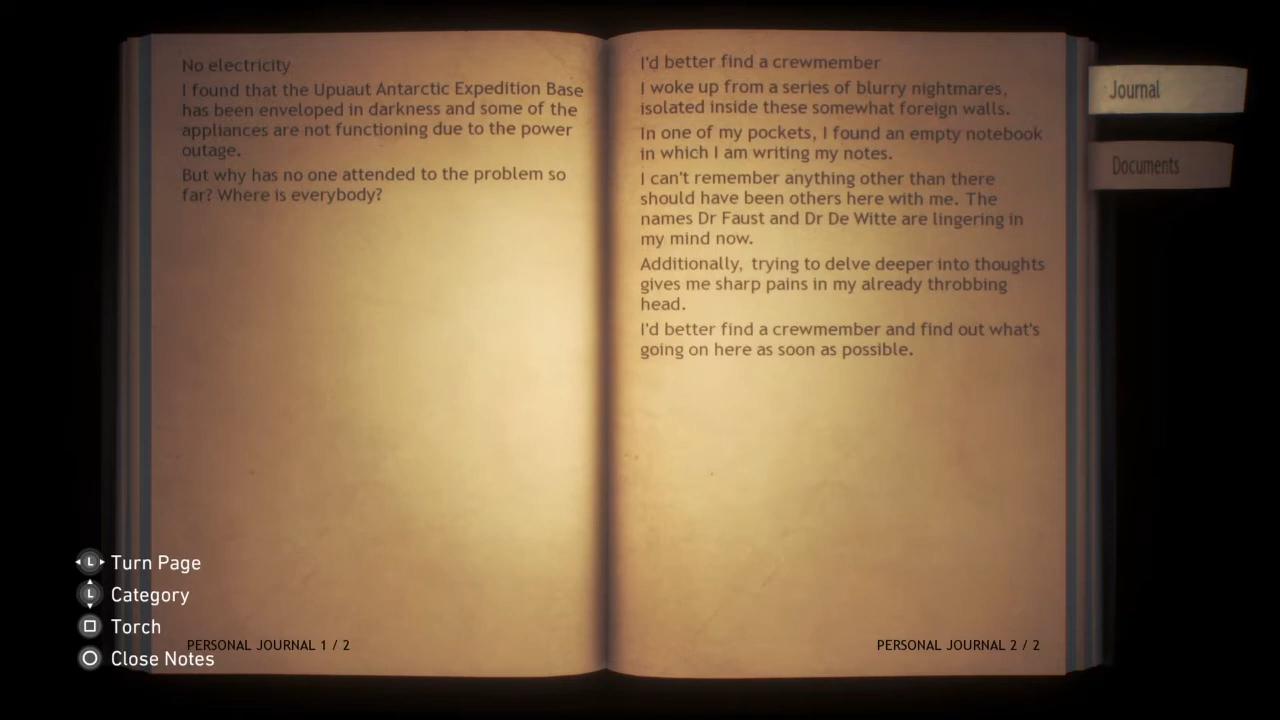 No electricity
I found that the Upuaut Antarctic Expedition Base
has been enveloped in darkness and some of the
appliances are not functioning due to the power
outage.
But why has no one attended to the problem so
far? Where is everybody?
PERSONAL JOURNAL 1 / 2
I'd better find a crewmember
I woke up from a series of blurry nightmares,
isolated inside these somewhat foreign walls.
In one of my pockets, I found an empty notebook
in which I am writing my notes.
I can't remember anything other than there
should have been others here with me. The
names Dr Faust and Dr De Witte are lingering in
my mind now.
Additionally, trying to delve deeper into thoughts
gives me sharp pains in my already throbbing
head.
I'd better find a crewmember and find out what's
going on here as soon as possible.
PERSONAL JOURNAL 2 / 2
Journal
Documents
L Turn Page
L Category
Torch
Close Notes